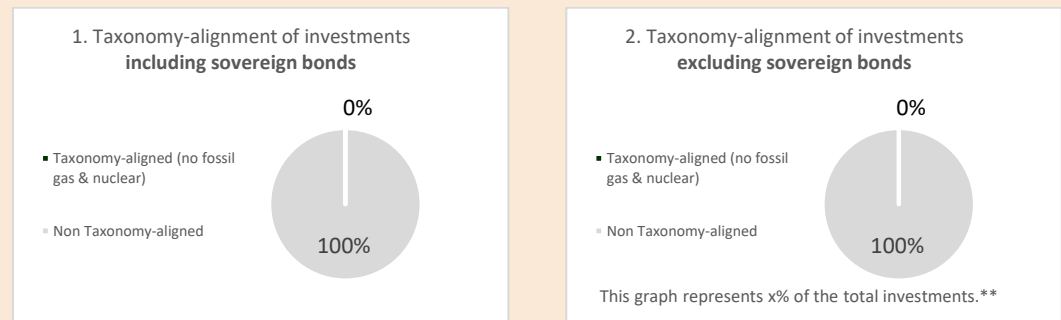 1. Taxonomy-alignment of investments
including sovereign bonds
0%
Taxonomy-aligned (no fossil
gas & nuclear)
Non Taxonomy-aligned
100%
2. Taxonomy-alignment of investments
excluding sovereign bonds
0%
Taxonomy-aligned (no fossil
gas & nuclear)
Non Taxonomy-aligned
100%
This graph represents x% of the total investments.**